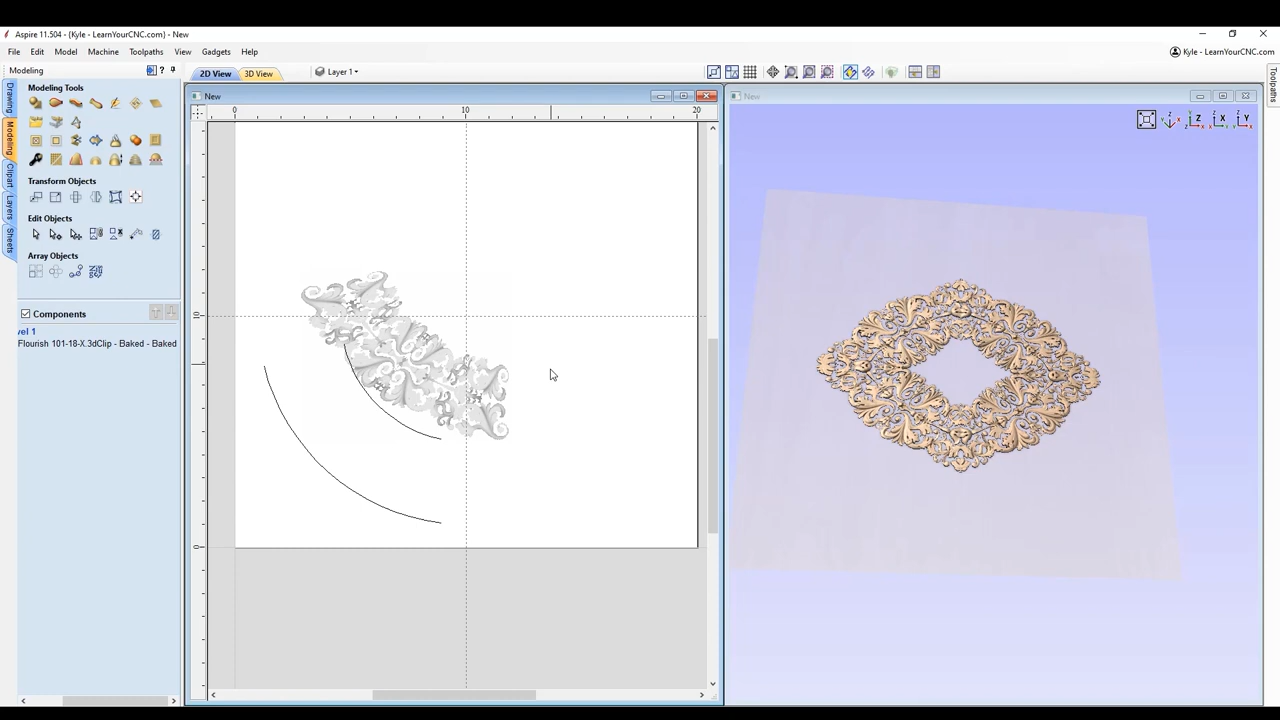 Aspire 11.504 - {Kyle - LearnYourCNC.com} - New
File Edit Model Machine Toolpaths View Gadgets Help
Kyle - LearnYourCNC.com
Modeling
?
2D View 3D View Layer 1
Drawing
Modeling
Clipart
Layers
Sheets
Modeling Tools
Transform Objects
Edit Objects
Array Objects
Components
vel 1
Flourish 101-18-X.3dClip - Baked - Baked
New
0 10 20
10
0
New
Z X Y
Toolpaths